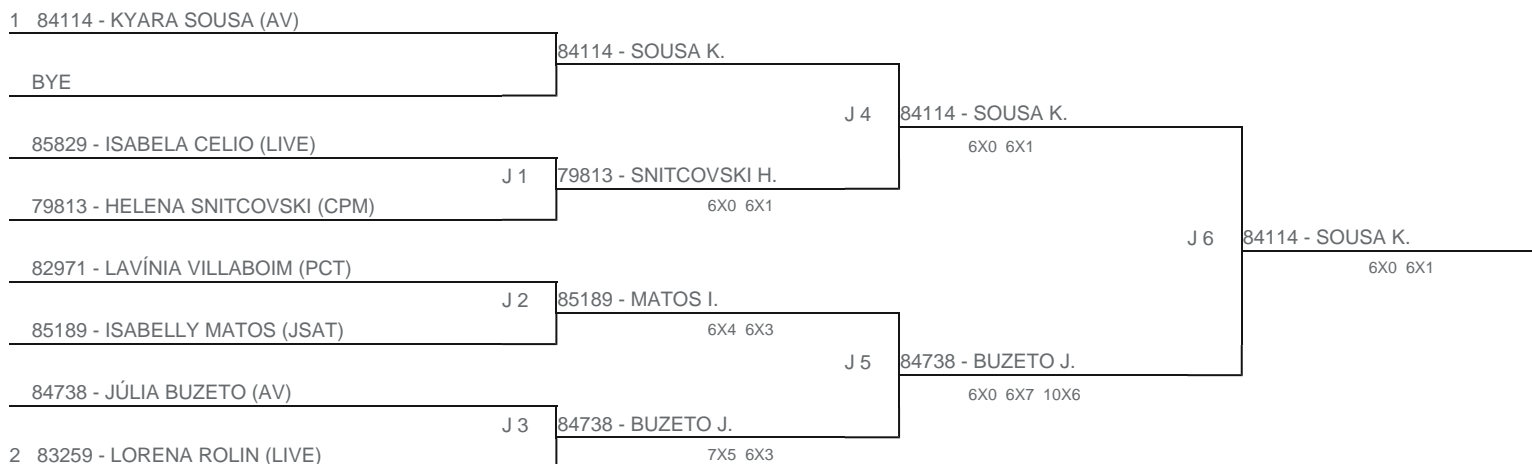 1 84114 - KYARA SOUSA (AV)
84114 - SOUSA K.
BYE
J 4
84114 - SOUSA K.
6X0 6X1
85829 - ISABELA CELIO (LIVE)
J 1
79813 - SNITCOVSKI H.
6X0 6X1
79813 - HELENA SNITCOVSKI (CPM)
J 6
84114 - SOUSA K.
6X0 6X1
82971 - LAVÍNIA VILLABOIM (PCT)
J 2
85189 - MATOS I.
6X4 6X3
85189 - ISABELLY MATOS (JSAT)
J 5
84738 - BUZETO J.
6X0 6X7 10X6
84738 - JÚLIA BUZETO (AV)
J 3
84738 - BUZETO J.
7X5 6X3
2 83259 - LORENA ROLIN (LIVE)